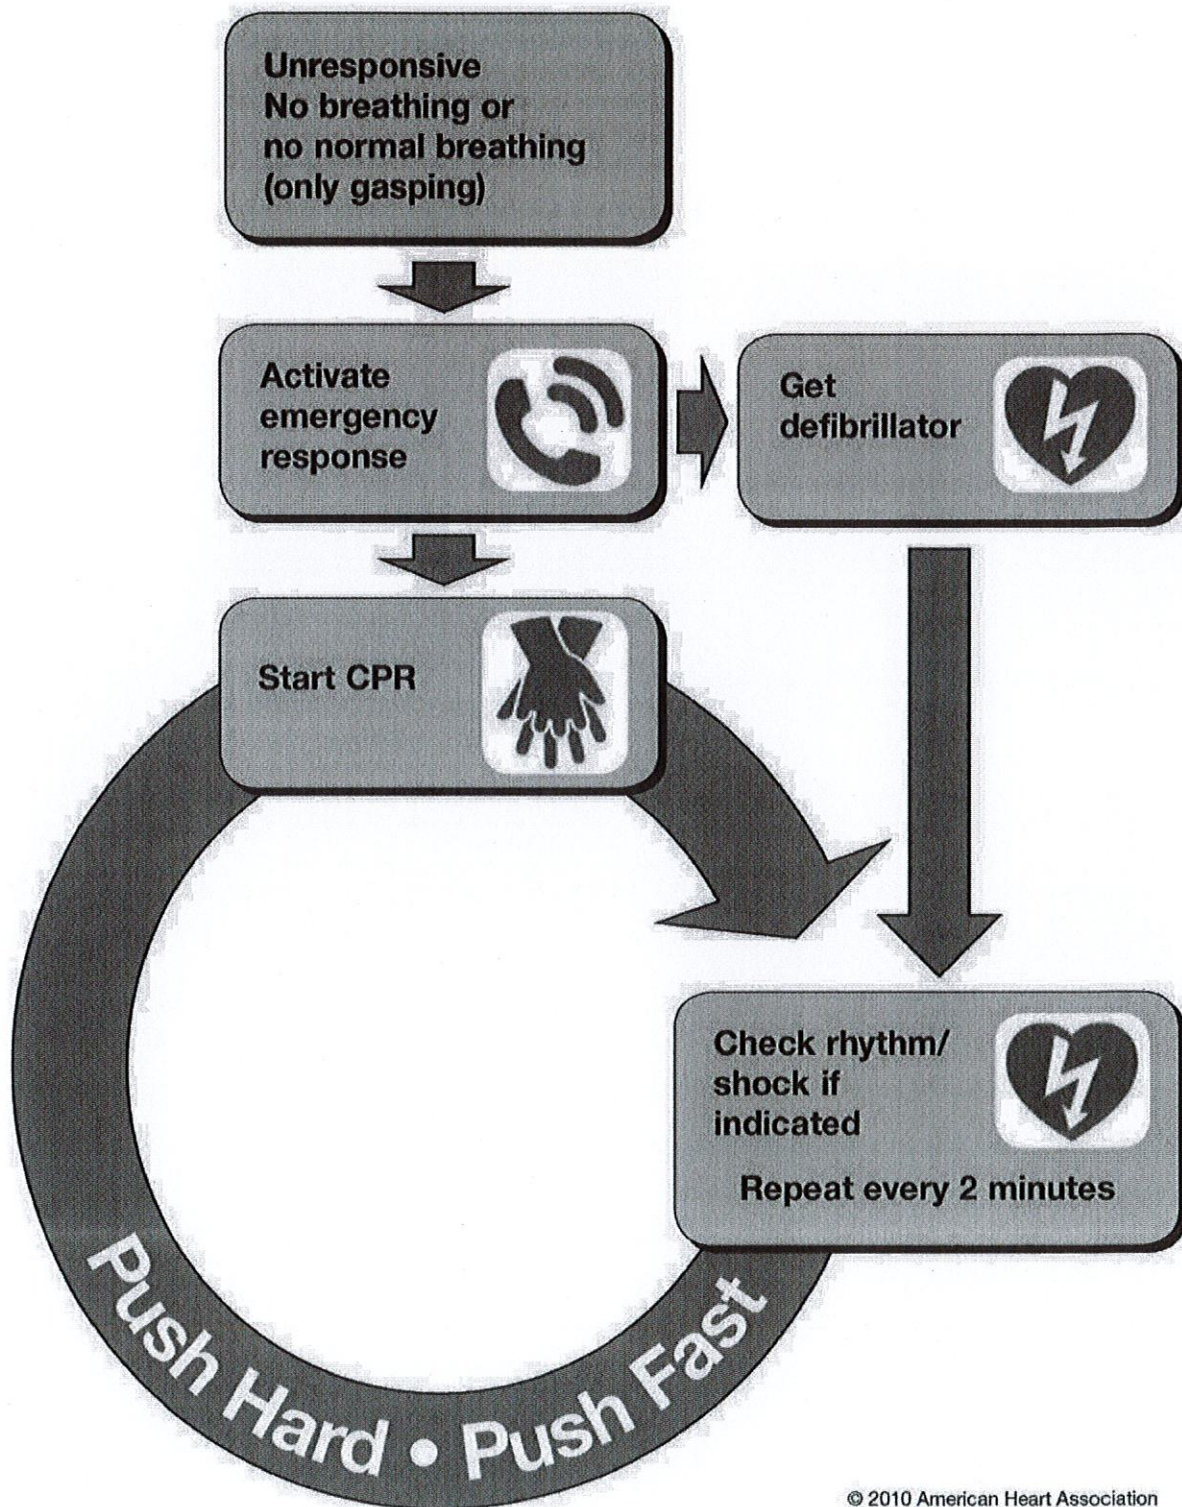 Unresponsive
No breathing or
no normal breathing
(only gasping)
Activate
emergency
response
Get
defibrillator
Start CPR
Check rhythm/
shock if
indicated
Repeat every 2 minutes
Push Hard • Push Fast
© 2010 American Heart Association